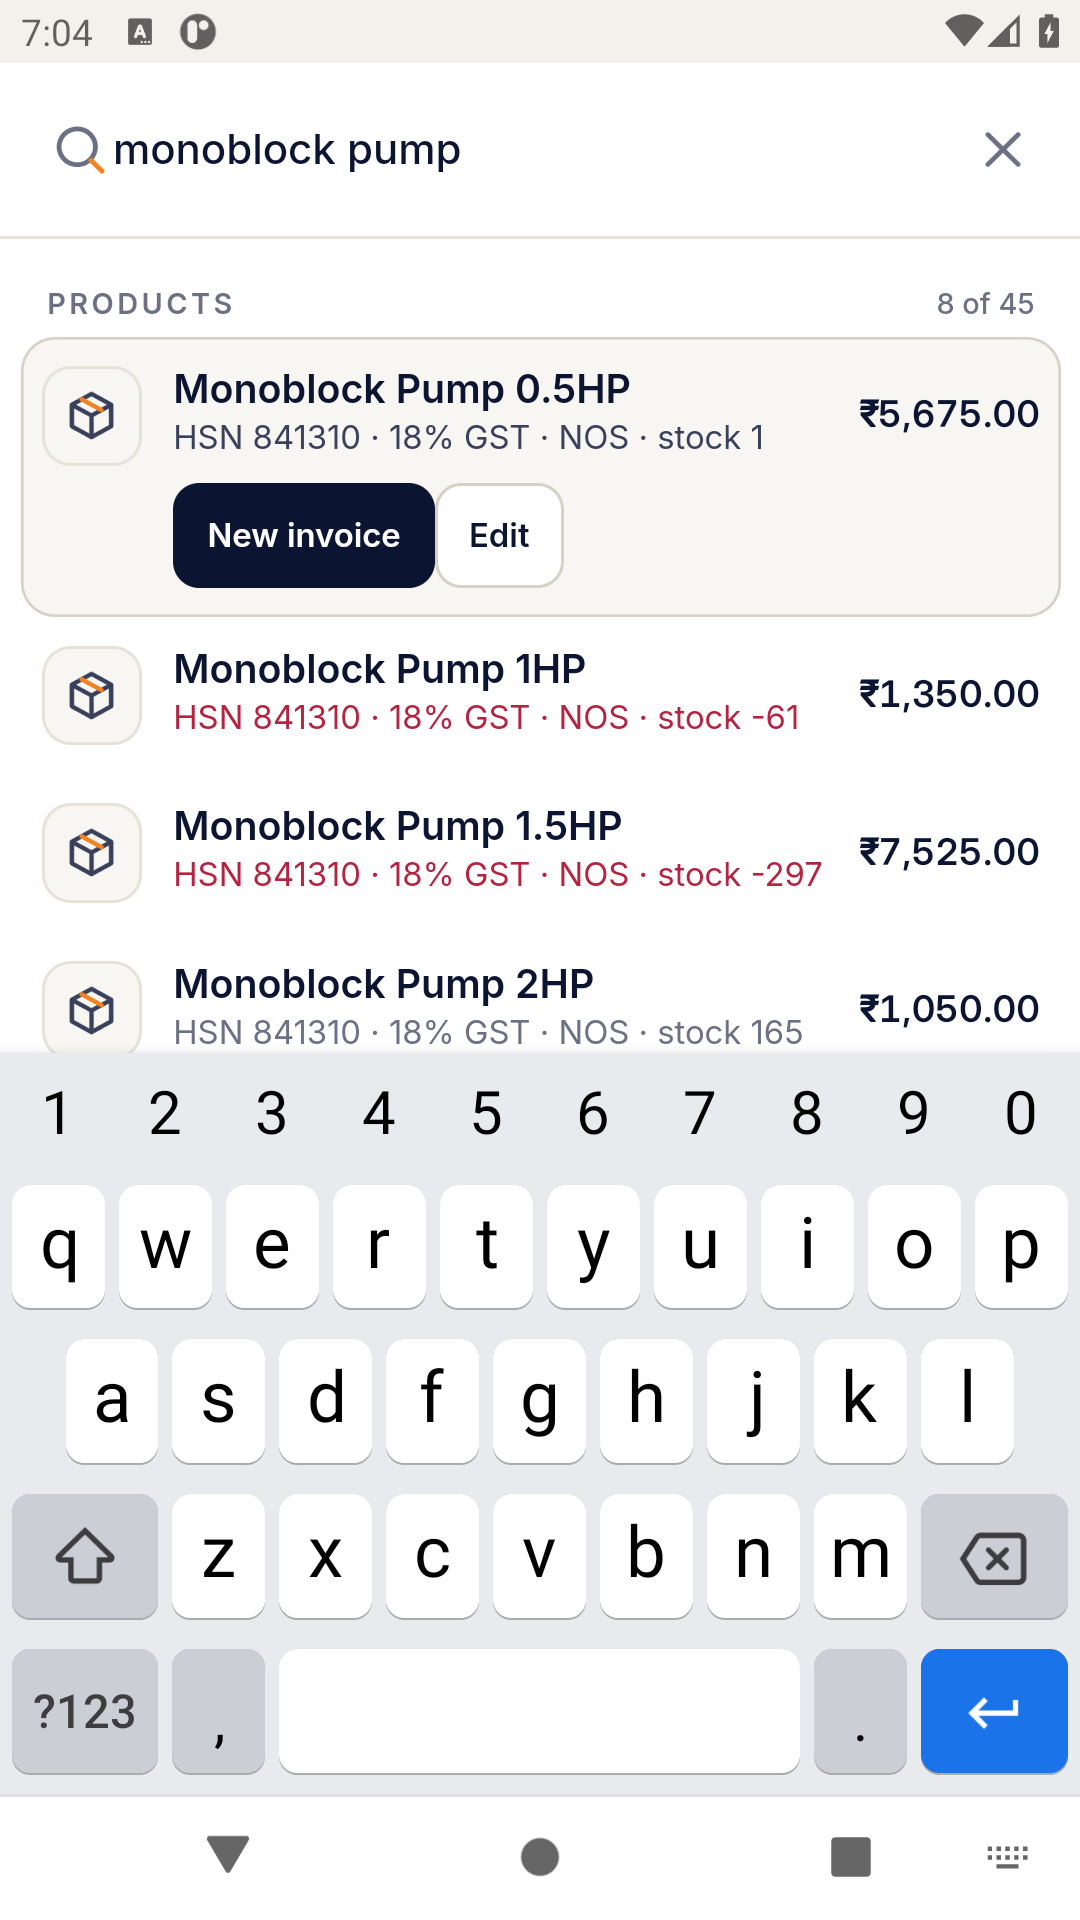 7:04
monoblock pump
PRODUCTS 8 of 45
Monoblock Pump 0.5HP
₹5,675.00
HSN 841310 · 18% GST · NOS · stock 1
New invoice Edit
Monoblock Pump 1HP
₹1,350.00
HSN 841310 · 18% GST · NOS · stock -61
Monoblock Pump 1.5HP
₹7,525.00
HSN 841310 · 18% GST · NOS · stock -297
Monoblock Pump 2HP
₹1,050.00
HSN 841310 · 18% GST · NOS · stock 165
1 2 3 4 5 6 7 8 9 0
q w e r t y u i o p
a s d f g h j k l
z x c v b n m
?123 , .